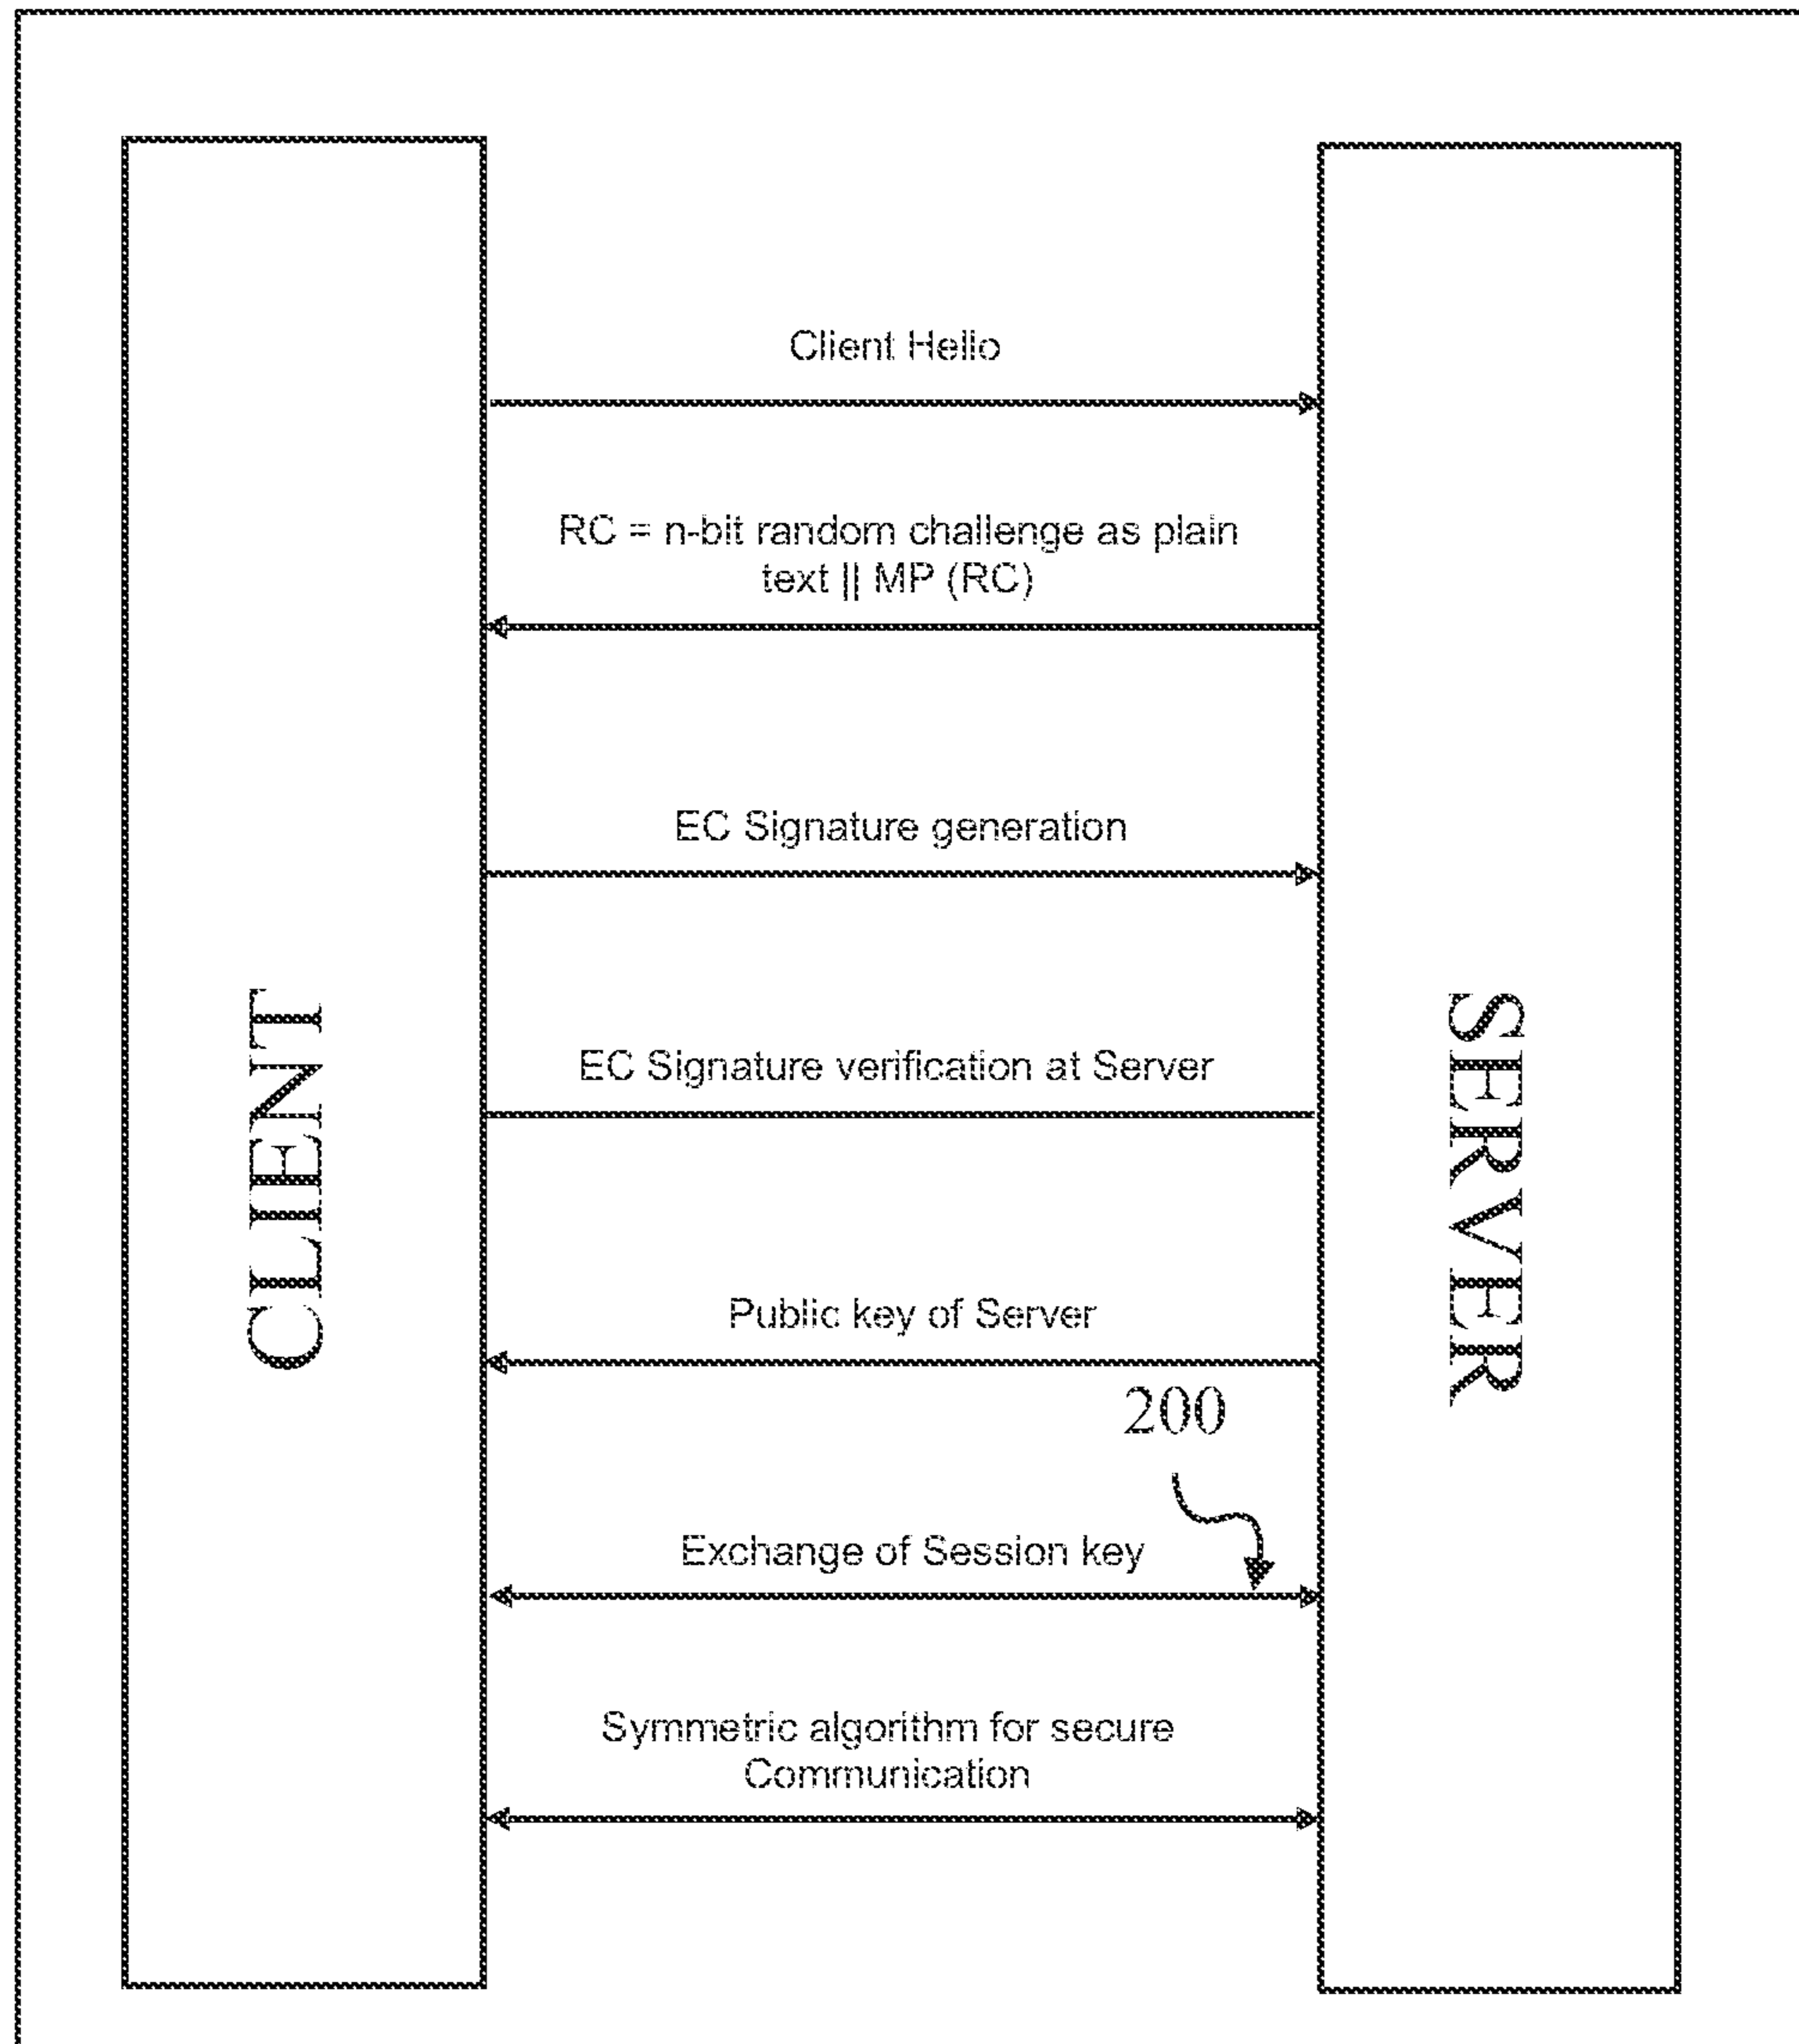 Client Hello
RC = n-bit random challenge as plain
text || MP (RC)
EC Signature generation
EC Signature verification at Server
Public key of Server
200
Exchange of Session key
Symmetric algorithm for secure
Communication
CLIENT
SERVER